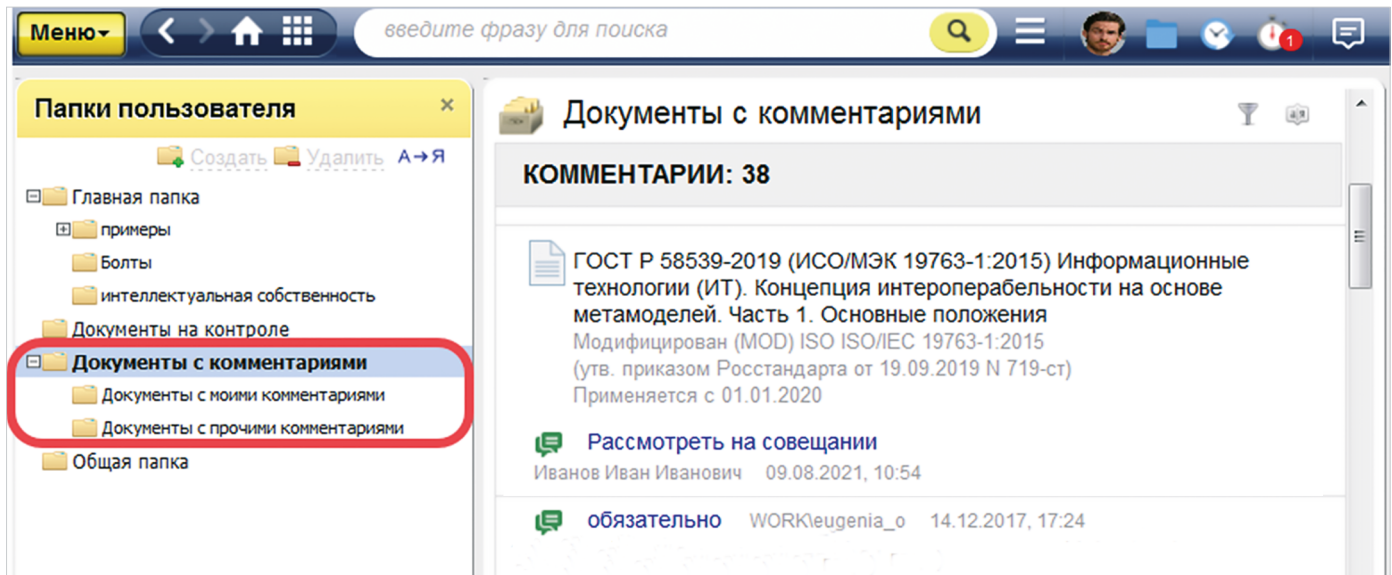 Меню
введите фразу для поиска
1
Папки пользователя
Создать Удалить А→Я
Главная папка
примеры
Болты
интеллектуальная собственность
Документы на контроле
Документы с комментариями
Документы с моими комментариями
Документы с прочими комментариями
Общая папка
Документы с комментариями
КОММЕНТАРИИ: 38
ГОСТ Р 58539-2019 (ИСО/МЭК 19763-1:2015) Информационные
технологии (ИТ). Концепция интероперабельности на основе
метамоделей. Часть 1. Основные положения
Модифицирован (MOD) ISO ISO/IEC 19763-1:2015
(утв. приказом Росстандарта от 19.09.2019 N 719-ст)
Применяется с 01.01.2020
Рассмотреть на совещании
Иванов Иван Иванович 09.08.2021, 10:54
обязательно WORK\eugenia_o 14.12.2017, 17:24